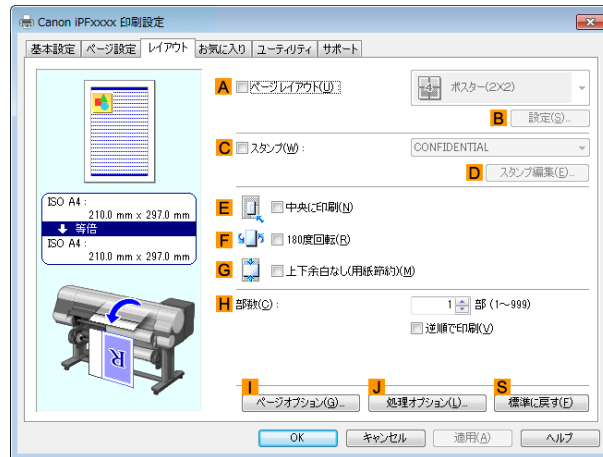 Canon iPFxxxx 印刷設定
基本設定 ページ設定 レイアウト お気に入り ユーティリティ サポート
A ページレイアウト(U) : 4 ポスター(2X2)
B 設定(S)...
C スタンプ(W) : CONFIDENTIAL
D スタンプ編集(E)...
ISO A4 :
210.0 mm x 297.0 mm
等倍
ISO A4 :
210.0 mm x 297.0 mm
E 中央に印刷(N)
F 180度回転(R)
G 上下余白なし(用紙節約)(M)
H 部数(C) : 1 部 (1~999)
逆順で印刷(V)
R
I ページオプション(G)...
J 処理オプション(L)...
S 標準に戻す(F)
OK キャンセル 適用(A) ヘルプ